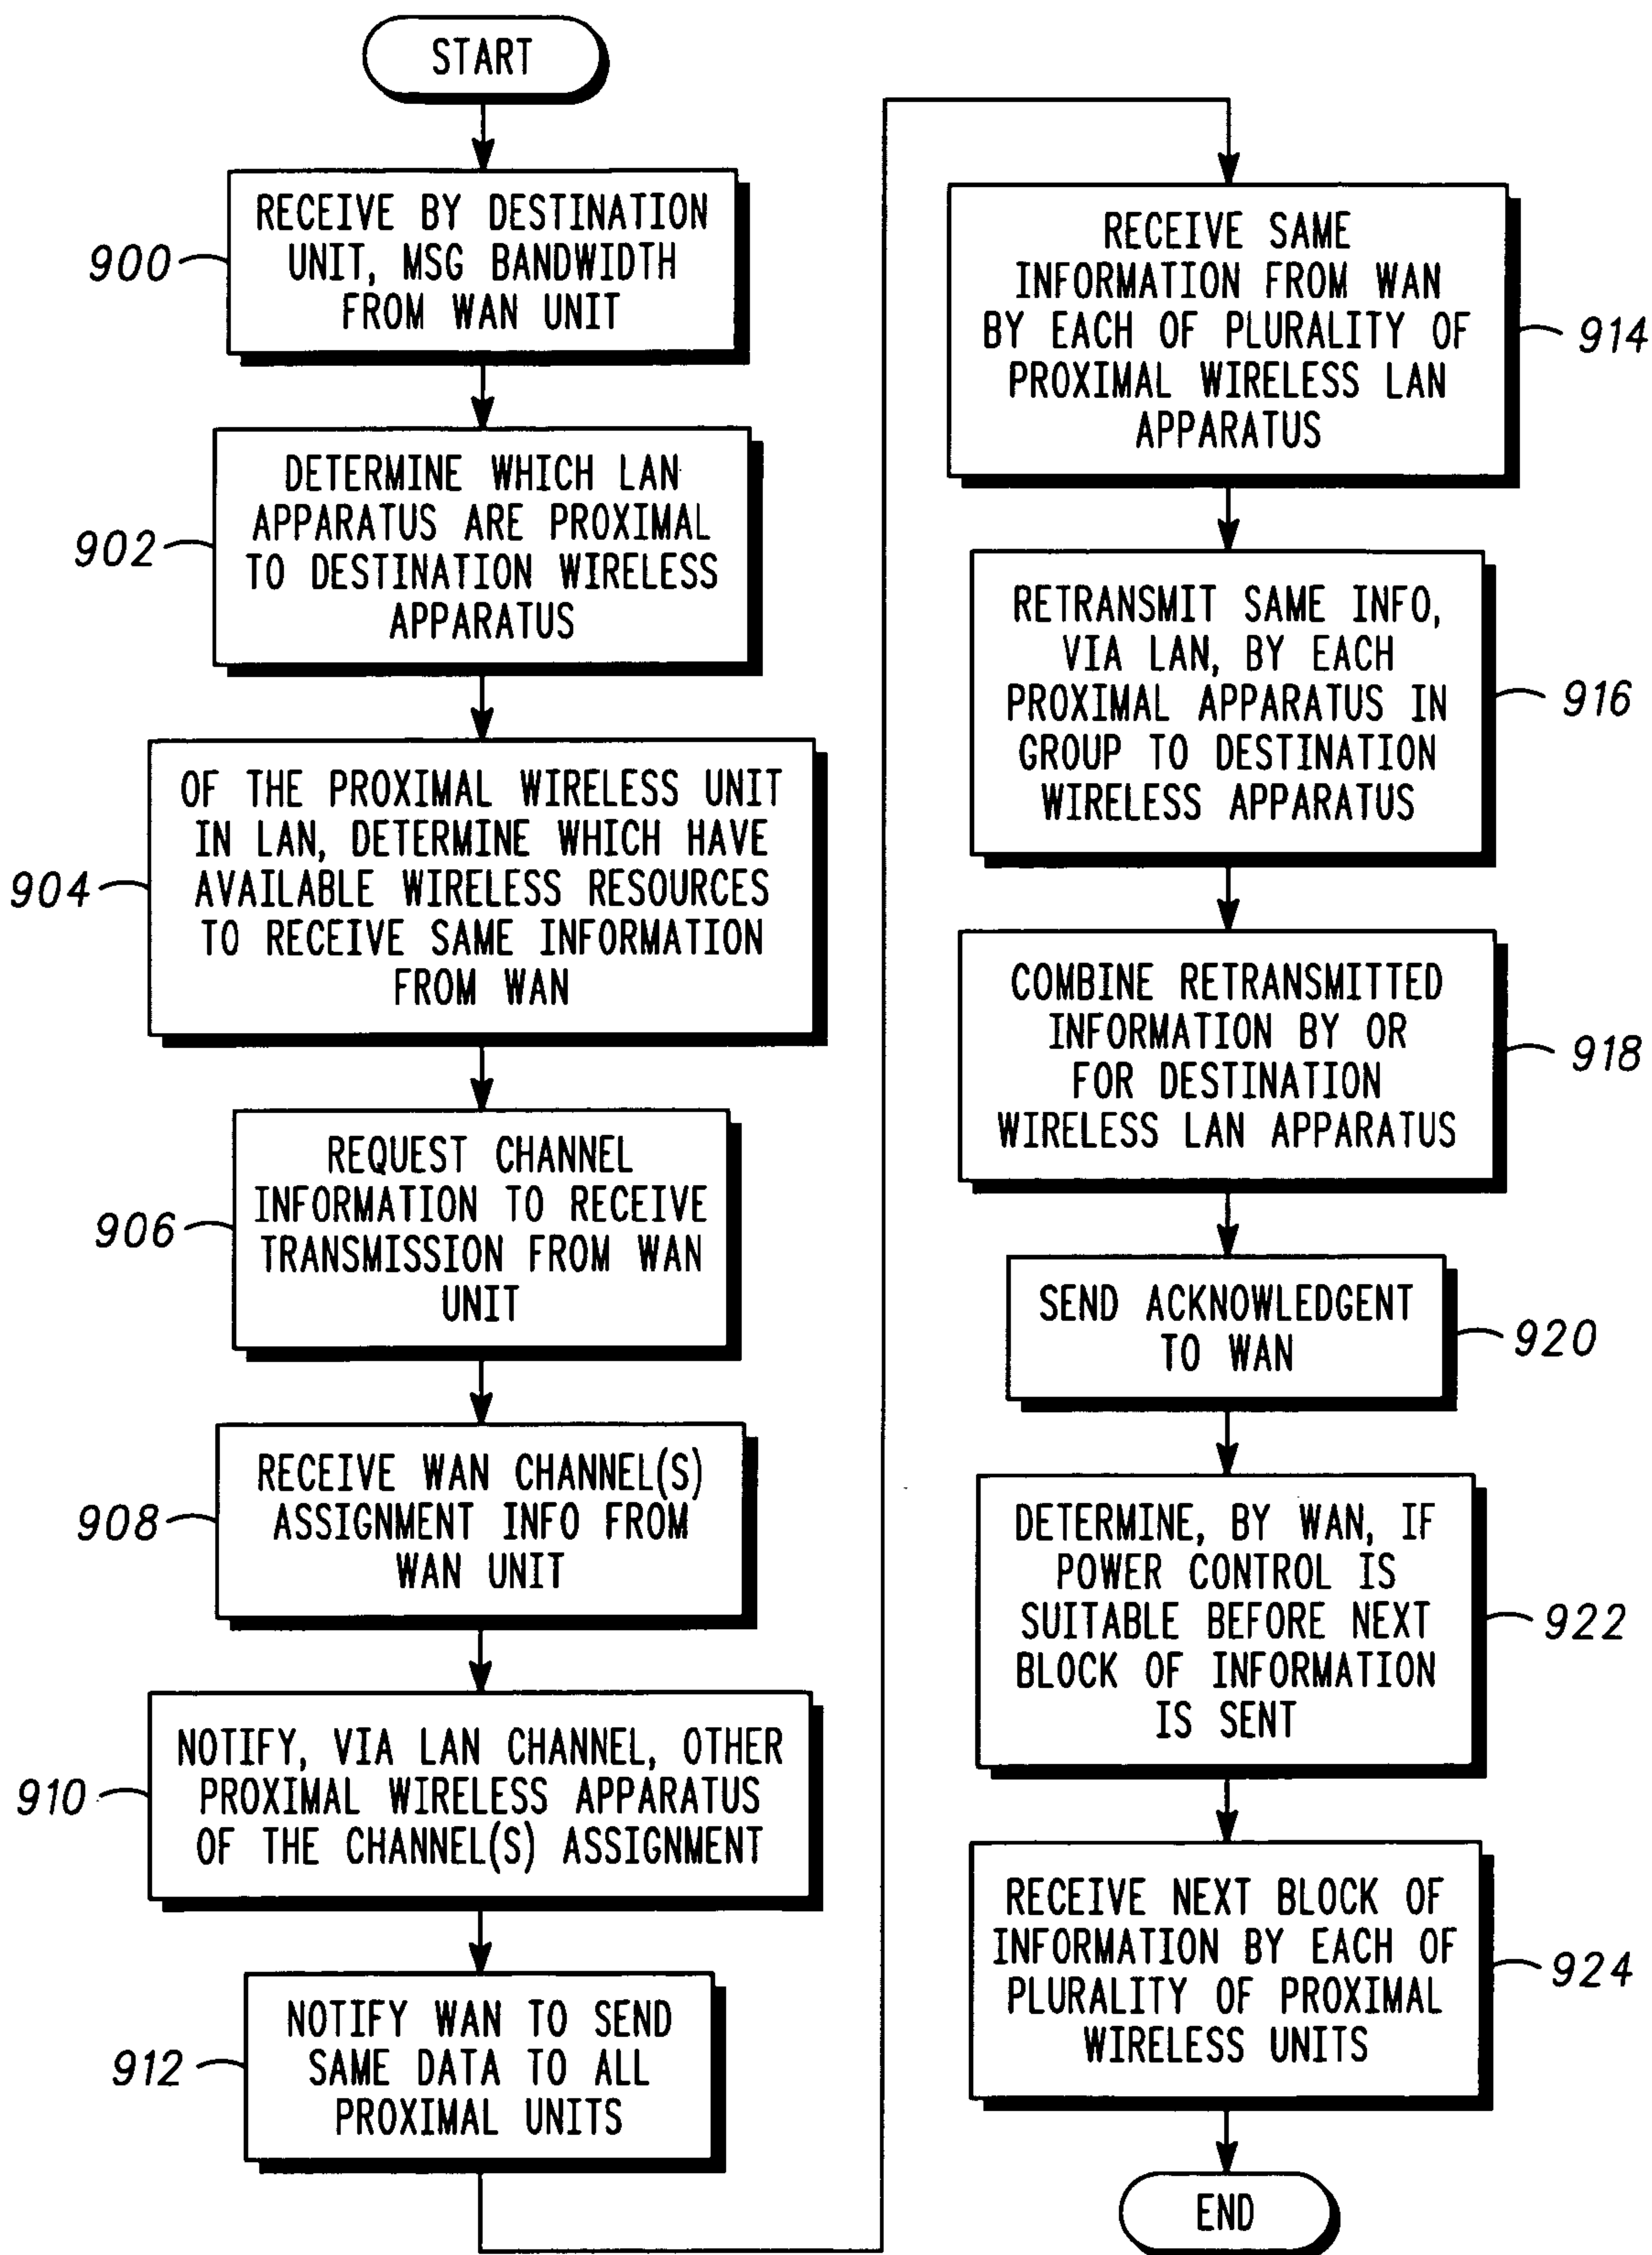 START
RECEIVE BY DESTINATION
UNIT, MSG BANDWIDTH
FROM WAN UNIT
900
DETERMINE WHICH LAN
APPARATUS ARE PROXIMAL
TO DESTINATION WIRELESS
APPARATUS
902
OF THE PROXIMAL WIRELESS UNIT
IN LAN, DETERMINE WHICH HAVE
AVAILABLE WIRELESS RESOURCES
TO RECEIVE SAME INFORMATION
FROM WAN
904
REQUEST CHANNEL
INFORMATION TO RECEIVE
TRANSMISSION FROM WAN
UNIT
906
RECEIVE WAN CHANNEL(S)
ASSIGNMENT INFO FROM
WAN UNIT
908
NOTIFY, VIA LAN CHANNEL, OTHER
PROXIMAL WIRELESS APPARATUS
OF THE CHANNEL(S) ASSIGNMENT
910
NOTIFY WAN TO SEND
SAME DATA TO ALL
PROXIMAL UNITS
912
RECEIVE SAME
INFORMATION FROM WAN
BY EACH OF PLURALITY OF
PROXIMAL WIRELESS LAN
APPARATUS
914
RETRANSMIT SAME INFO,
VIA LAN, BY EACH
PROXIMAL APPARATUS IN
GROUP TO DESTINATION
WIRELESS APPARATUS
916
COMBINE RETRANSMITTED
INFORMATION BY OR
FOR DESTINATION
WIRELESS LAN APPARATUS
918
SEND ACKNOWLEDGENT
TO WAN
920
DETERMINE, BY WAN, IF
POWER CONTROL IS
SUITABLE BEFORE NEXT
BLOCK OF INFORMATION
IS SENT
922
RECEIVE NEXT BLOCK OF
INFORMATION BY EACH OF
PLURALITY OF PROXIMAL
WIRELESS UNITS
924
END